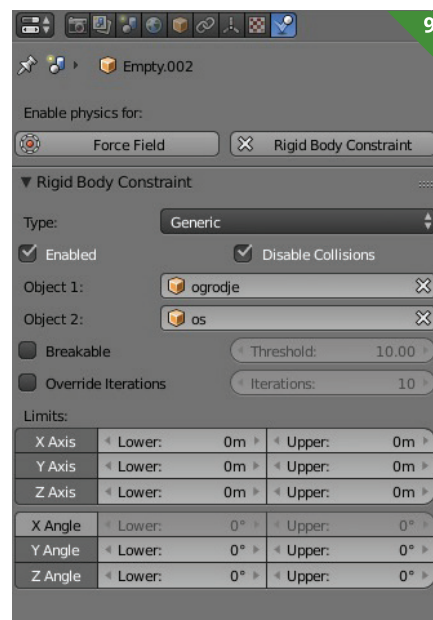 9
Empty.002
Enable physics for:
Force Field Rigid Body Constraint
Rigid Body Constraint
Type: Generic
Enabled Disable Collisions
Object 1: ogrodje
Object 2: os
Breakable Threshold: 10.00
Override Iterations Iterations: 10
Limits:
X Axis Lower: 0m Upper: 0m
Y Axis Lower: 0m Upper: 0m
Z Axis Lower: 0m Upper: 0m
X Angle Lower: 0° Upper: 0°
Y Angle Lower: 0° Upper: 0°
Z Angle Lower: 0° Upper: 0°